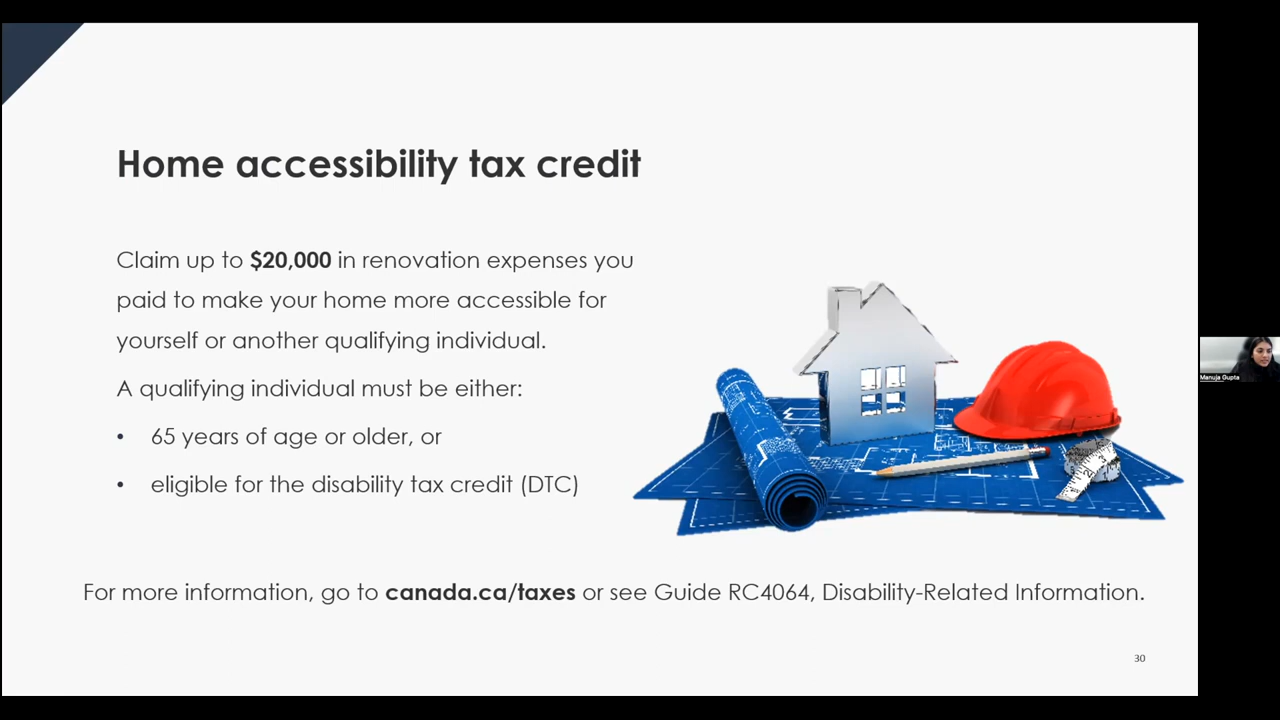 Home accessibility tax credit
Claim up to $20,000 in renovation expenses you
paid to make your home more accessible for
yourself or another qualifying individual.
A qualifying individual must be either:
• 65 years of age or older, or
• eligible for the disability tax credit (DTC)
Manuja Gupta
For more information, go to canada.ca/taxes or see Guide RC4064, Disability-Related Information.
30